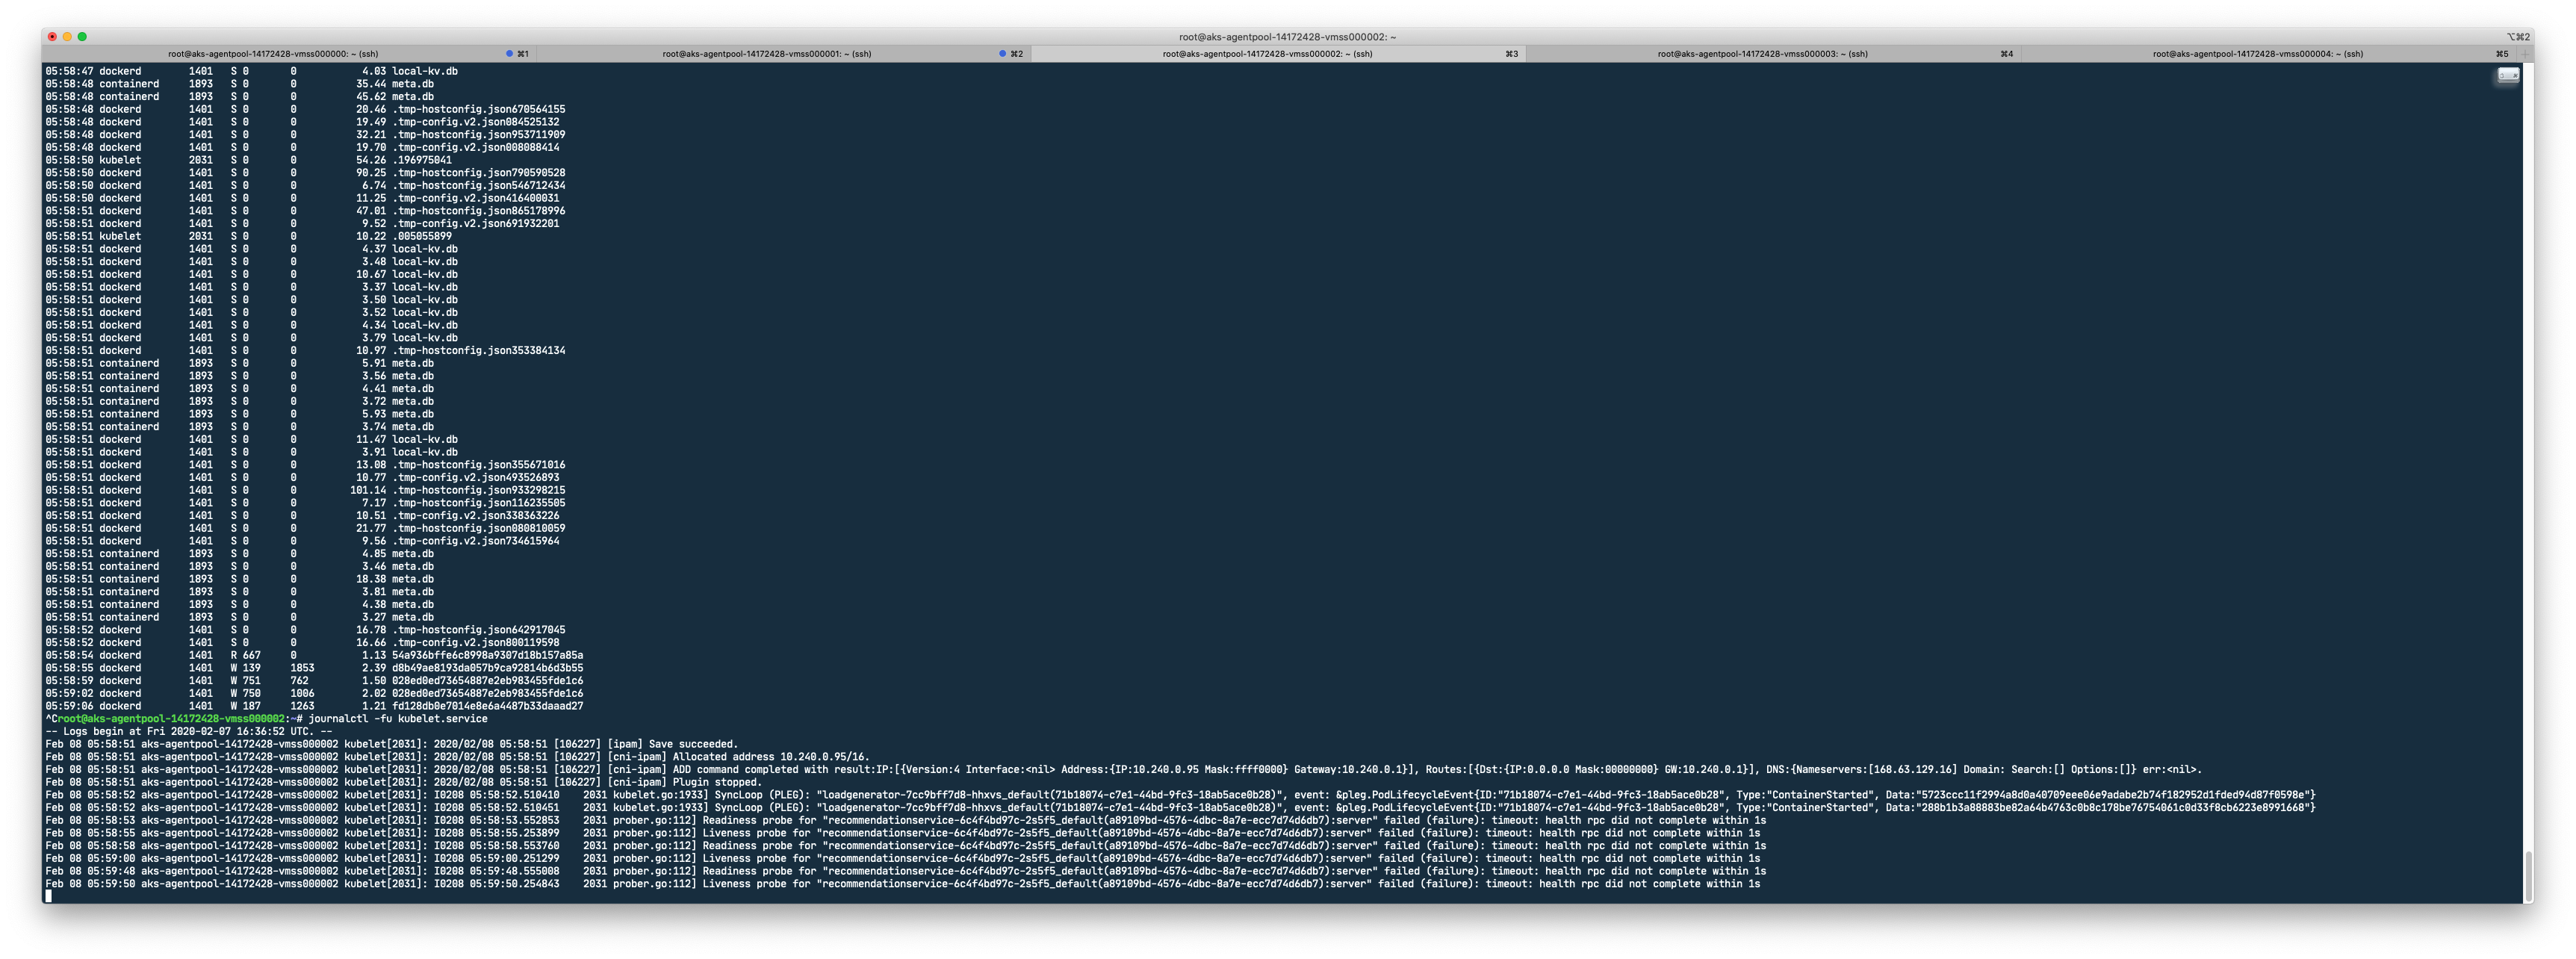 root@aks-agentpool-14172428-vmss000002: ~
⌥⌘2
root@aks-agentpool-14172428-vmss000000: ~ (ssh) ⌘1 root@aks-agentpool-14172428-vmss000001: ~ (ssh) ⌘2 root@aks-agentpool-14172428-vmss000002: ~ (ssh) ⌘3 root@aks-agentpool-14172428-vmss000003: ~ (ssh) ⌘4 root@aks-agentpool-14172428-vmss000004: ~ (ssh) ⌘5
05:58:47 dockerd 1401 S 0 0 4.03 local-kv.db
05:58:48 containerd 1893 S 0 0 35.44 meta.db
05:58:48 containerd 1893 S 0 0 45.62 meta.db
05:58:48 dockerd 1401 S 0 0 20.46 .tmp-hostconfig.json670564155
05:58:48 dockerd 1401 S 0 0 19.49 .tmp-config.v2.json084525132
05:58:48 dockerd 1401 S 0 0 32.21 .tmp-hostconfig.json953711909
05:58:48 dockerd 1401 S 0 0 19.70 .tmp-config.v2.json008088414
05:58:50 kubelet 2031 S 0 0 54.26 .196975041
05:58:50 dockerd 1401 S 0 0 90.25 .tmp-hostconfig.json790590528
05:58:50 dockerd 1401 S 0 0 6.74 .tmp-hostconfig.json546712434
05:58:50 dockerd 1401 S 0 0 11.25 .tmp-config.v2.json416400031
05:58:51 dockerd 1401 S 0 0 47.01 .tmp-hostconfig.json865178996
05:58:51 dockerd 1401 S 0 0 9.52 .tmp-config.v2.json691932201
05:58:51 kubelet 2031 S 0 0 10.22 .005055899
05:58:51 dockerd 1401 S 0 0 4.37 local-kv.db
05:58:51 dockerd 1401 S 0 0 3.48 local-kv.db
05:58:51 dockerd 1401 S 0 0 10.67 local-kv.db
05:58:51 dockerd 1401 S 0 0 3.37 local-kv.db
05:58:51 dockerd 1401 S 0 0 3.50 local-kv.db
05:58:51 dockerd 1401 S 0 0 3.52 local-kv.db
05:58:51 dockerd 1401 S 0 0 4.34 local-kv.db
05:58:51 dockerd 1401 S 0 0 3.79 local-kv.db
05:58:51 dockerd 1401 S 0 0 10.97 .tmp-hostconfig.json353384134
05:58:51 containerd 1893 S 0 0 5.91 meta.db
05:58:51 containerd 1893 S 0 0 3.56 meta.db
05:58:51 containerd 1893 S 0 0 4.41 meta.db
05:58:51 containerd 1893 S 0 0 3.72 meta.db
05:58:51 containerd 1893 S 0 0 5.93 meta.db
05:58:51 containerd 1893 S 0 0 3.74 meta.db
05:58:51 dockerd 1401 S 0 0 11.47 local-kv.db
05:58:51 dockerd 1401 S 0 0 3.91 local-kv.db
05:58:51 dockerd 1401 S 0 0 13.08 .tmp-hostconfig.json355671016
05:58:51 dockerd 1401 S 0 0 10.77 .tmp-config.v2.json493526893
05:58:51 dockerd 1401 S 0 0 101.14 .tmp-hostconfig.json933298215
05:58:51 dockerd 1401 S 0 0 7.17 .tmp-hostconfig.json116235505
05:58:51 dockerd 1401 S 0 0 10.51 .tmp-config.v2.json338363226
05:58:51 dockerd 1401 S 0 0 21.77 .tmp-hostconfig.json080810059
05:58:51 dockerd 1401 S 0 0 9.56 .tmp-config.v2.json734615964
05:58:51 containerd 1893 S 0 0 4.85 meta.db
05:58:51 containerd 1893 S 0 0 3.46 meta.db
05:58:51 containerd 1893 S 0 0 18.38 meta.db
05:58:51 containerd 1893 S 0 0 3.81 meta.db
05:58:51 containerd 1893 S 0 0 4.38 meta.db
05:58:51 containerd 1893 S 0 0 3.27 meta.db
05:58:52 dockerd 1401 S 0 0 16.78 .tmp-hostconfig.json642917045
05:58:52 dockerd 1401 S 0 0 16.66 .tmp-config.v2.json800119598
05:58:54 dockerd 1401 R 667 0 1.13 54a936bffe6c8998a9307d18b157a85a
05:58:55 dockerd 1401 W 139 1853 2.39 d8b49ae8193da057b9ca92814b6d3b55
05:58:59 dockerd 1401 W 751 762 1.50 028ed0ed73654887e2eb983455fde1c6
05:59:02 dockerd 1401 W 750 1006 2.02 028ed0ed73654887e2eb983455fde1c6
05:59:06 dockerd 1401 W 187 1263 1.21 fd128db0e7014e8e6a4487b33daaad27
^Croot@aks-agentpool-14172428-vmss000002:~# journalctl -fu kubelet.service
-- Logs begin at Fri 2020-02-07 16:36:52 UTC. --
Feb 08 05:58:51 aks-agentpool-14172428-vmss000002 kubelet[2031]: 2020/02/08 05:58:51 [106227] [ipam] Save succeeded.
Feb 08 05:58:51 aks-agentpool-14172428-vmss000002 kubelet[2031]: 2020/02/08 05:58:51 [106227] [cni-ipam] Allocated address 10.240.0.95/16.
Feb 08 05:58:51 aks-agentpool-14172428-vmss000002 kubelet[2031]: 2020/02/08 05:58:51 [106227] [cni-ipam] ADD command completed with result:IP:[{Version:4 Interface:<nil> Address:{IP:10.240.0.95 Mask:ffff0000} Gateway:10.240.0.1}], Routes:[{Dst:{IP:0.0.0.0 Mask:00000000} GW:10.240.0.1}], DNS:{Nameservers:[168.63.129.16] Domain: Search:[] Options:[]} err:<nil>.
Feb 08 05:58:51 aks-agentpool-14172428-vmss000002 kubelet[2031]: 2020/02/08 05:58:51 [106227] [cni-ipam] Plugin stopped.
Feb 08 05:58:52 aks-agentpool-14172428-vmss000002 kubelet[2031]: I0208 05:58:52.510410 2031 kubelet.go:1933] SyncLoop (PLEG): "loadgenerator-7cc9bff7d8-hhxvs_default(71b18074-c7e1-44bd-9fc3-18ab5ace0b28)", event: &pleg.PodLifecycleEvent{ID:"71b18074-c7e1-44bd-9fc3-18ab5ace0b28", Type:"ContainerStarted", Data:"5723ccc11f2994a8d0a40709eee06e9adabe2b74f182952d1fded94d87f0598e"}
Feb 08 05:58:52 aks-agentpool-14172428-vmss000002 kubelet[2031]: I0208 05:58:52.510451 2031 kubelet.go:1933] SyncLoop (PLEG): "loadgenerator-7cc9bff7d8-hhxvs_default(71b18074-c7e1-44bd-9fc3-18ab5ace0b28)", event: &pleg.PodLifecycleEvent{ID:"71b18074-c7e1-44bd-9fc3-18ab5ace0b28", Type:"ContainerStarted", Data:"288b1b3a88883be82a64b4763c0b8c178be76754061c0d33f8cb6223e8991668"}
Feb 08 05:58:53 aks-agentpool-14172428-vmss000002 kubelet[2031]: I0208 05:58:53.552853 2031 prober.go:112] Readiness probe for "recommendationservice-6c4f4bd97c-2s5f5_default(a89109bd-4576-4dbc-8a7e-ecc7d74d6db7):server" failed (failure): timeout: health rpc did not complete within 1s
Feb 08 05:58:55 aks-agentpool-14172428-vmss000002 kubelet[2031]: I0208 05:58:55.253899 2031 prober.go:112] Liveness probe for "recommendationservice-6c4f4bd97c-2s5f5_default(a89109bd-4576-4dbc-8a7e-ecc7d74d6db7):server" failed (failure): timeout: health rpc did not complete within 1s
Feb 08 05:58:58 aks-agentpool-14172428-vmss000002 kubelet[2031]: I0208 05:58:58.553760 2031 prober.go:112] Readiness probe for "recommendationservice-6c4f4bd97c-2s5f5_default(a89109bd-4576-4dbc-8a7e-ecc7d74d6db7):server" failed (failure): timeout: health rpc did not complete within 1s
Feb 08 05:59:00 aks-agentpool-14172428-vmss000002 kubelet[2031]: I0208 05:59:00.251299 2031 prober.go:112] Liveness probe for "recommendationservice-6c4f4bd97c-2s5f5_default(a89109bd-4576-4dbc-8a7e-ecc7d74d6db7):server" failed (failure): timeout: health rpc did not complete within 1s
Feb 08 05:59:48 aks-agentpool-14172428-vmss000002 kubelet[2031]: I0208 05:59:48.555008 2031 prober.go:112] Readiness probe for "recommendationservice-6c4f4bd97c-2s5f5_default(a89109bd-4576-4dbc-8a7e-ecc7d74d6db7):server" failed (failure): timeout: health rpc did not complete within 1s
Feb 08 05:59:50 aks-agentpool-14172428-vmss000002 kubelet[2031]: I0208 05:59:50.254843 2031 prober.go:112] Liveness probe for "recommendationservice-6c4f4bd97c-2s5f5_default(a89109bd-4576-4dbc-8a7e-ecc7d74d6db7):server" failed (failure): timeout: health rpc did not complete within 1s